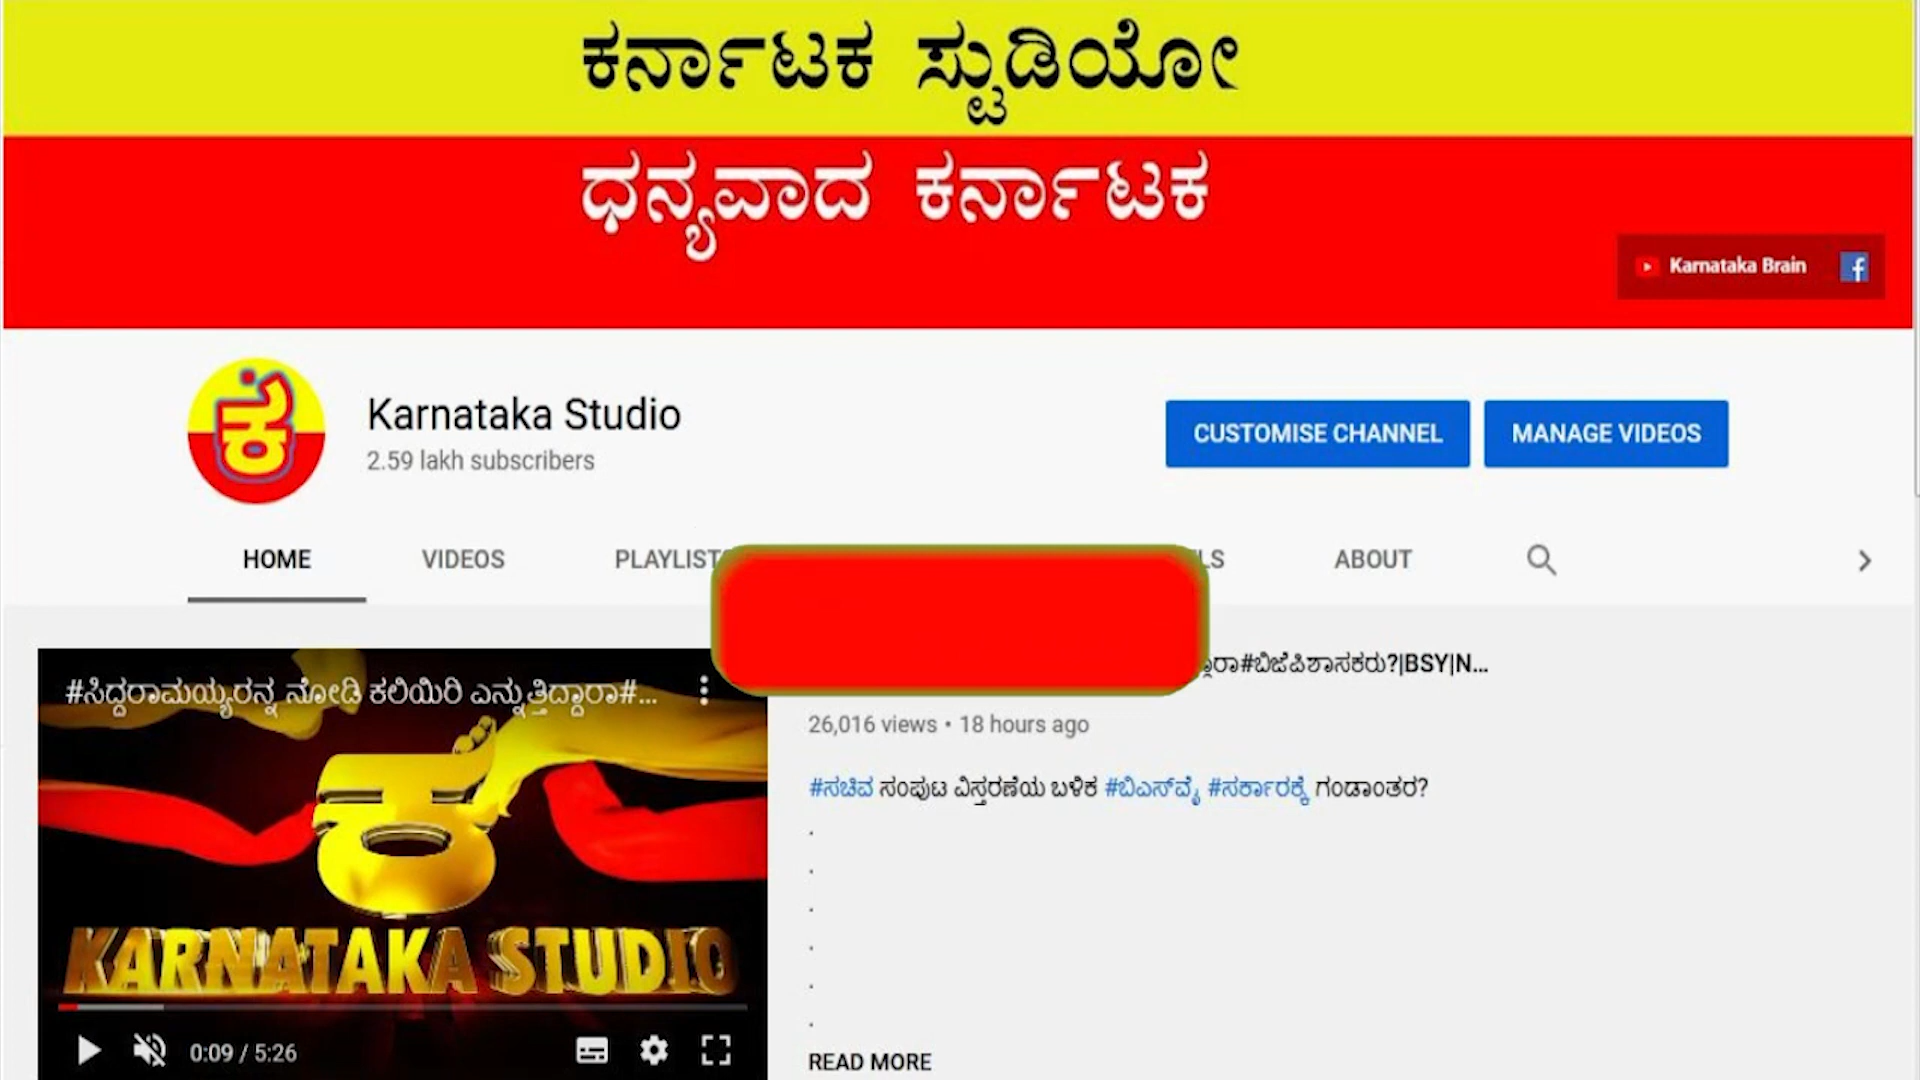 ಕರ್ನಾಟಕ ಸ್ಟುಡಿಯೋ
ಧನ್ಯವಾದ ಕರ್ನಾಟಕ
Karnataka Brain
Karnataka Studio
2.59 lakh subscribers
CUSTOMISE CHANNEL
MANAGE VIDEOS
HOME VIDEOS PLAYLIST LS ABOUT
#ಸಿದ್ದರಾಮಯ್ಯರನ್ನ ನೋಡಿ ಕಲಿಯಿರಿ ಎನ್ನುತ್ತಿದ್ದಾರಾ#...
ದ್ದಾರಾ#ಬಿಜೆಪಿಶಾಸಕರು?|BSY|N...
26,016 views • 18 hours ago
#ಸಚಿವ ಸಂಪುಟ ವಿಸ್ತರಣೆಯ ಬಳಿಕ #ಬಿಎಸ್‌ವೈ #ಸರ್ಕಾರಕ್ಕೆ ಗಂಡಾಂತರ?
.
.
.
.
.
.
READ MORE
ಕ
KARNATAKA STUDIO
0:09 / 5:26